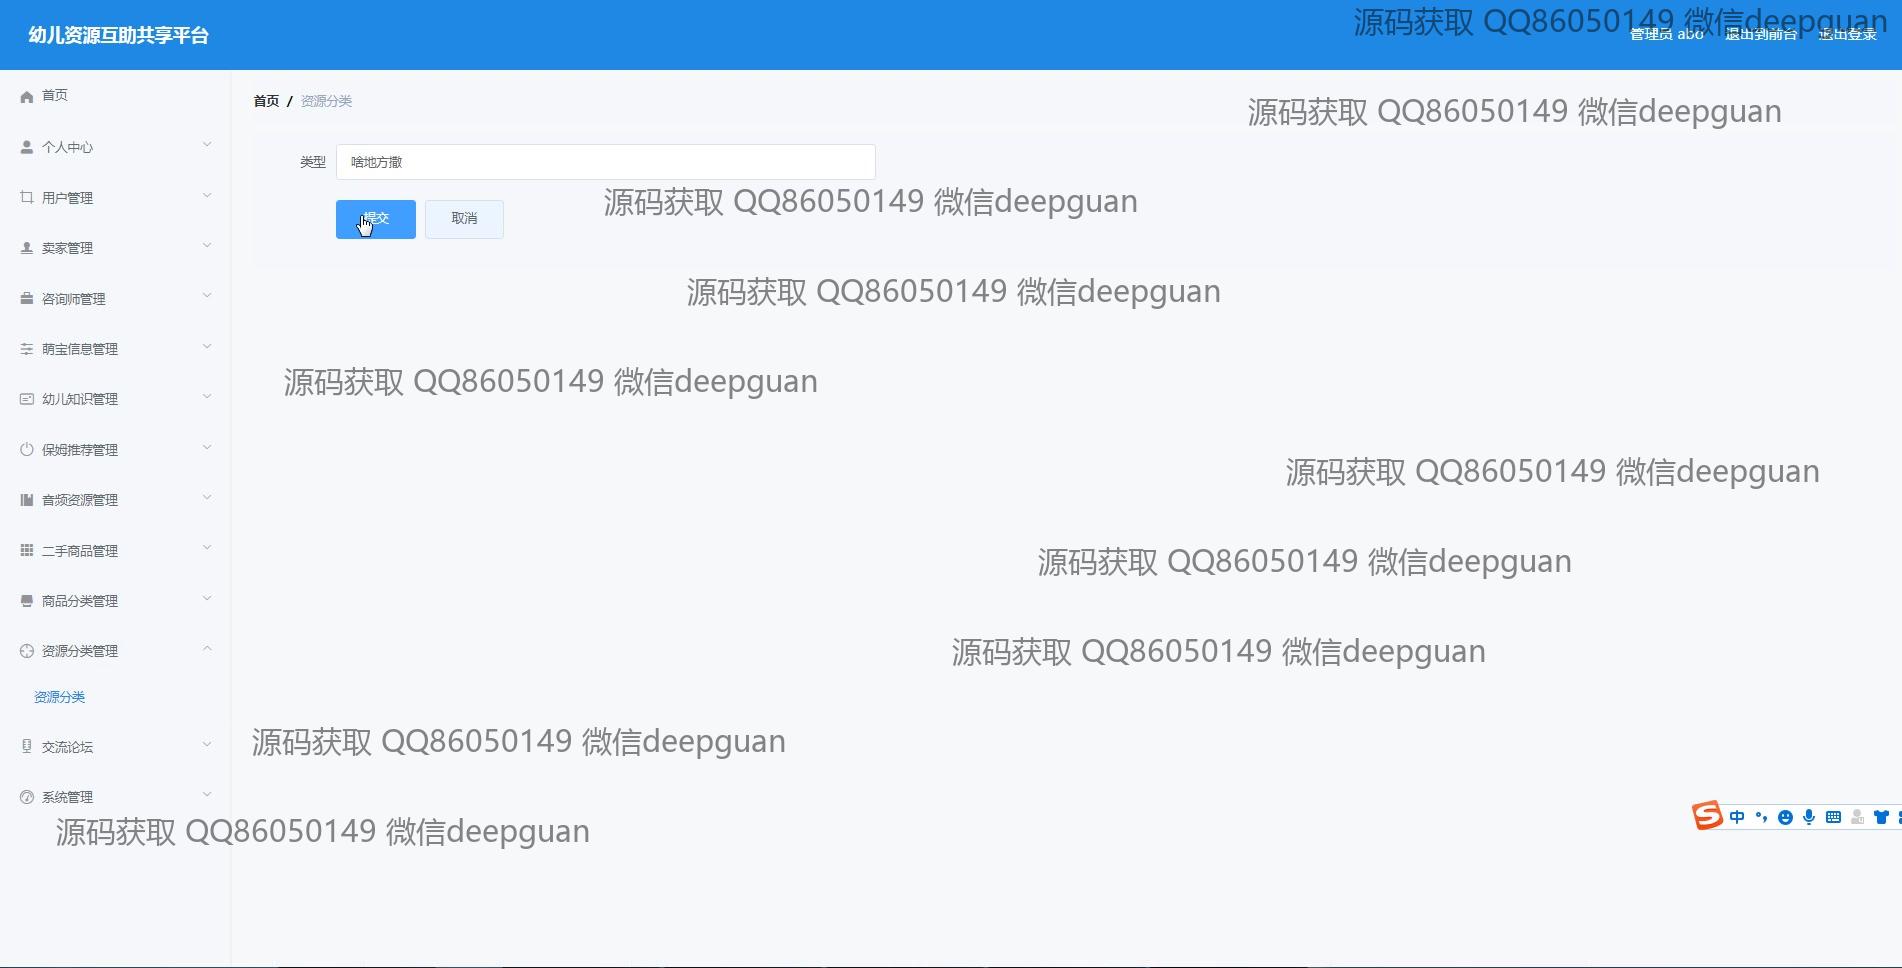 幼儿资源互助共享平台
源码获取 QQ86050149 微信deepguan
管理员 abo 退出到前台 退出登录
首页
个人中心
用户管理
卖家管理
咨询师管理
萌宝信息管理
幼儿知识管理
保姆推荐管理
音频资源管理
二手商品管理
商品分类管理
资源分类管理
资源分类
交流论坛
系统管理
首页 / 资源分类
源码获取 QQ86050149 微信deepguan
类型 啥地方撒
源码获取 QQ86050149 微信deepguan
提交 取消
源码获取 QQ86050149 微信deepguan
源码获取 QQ86050149 微信deepguan
源码获取 QQ86050149 微信deepguan
源码获取 QQ86050149 微信deepguan
源码获取 QQ86050149 微信deepguan
源码获取 QQ86050149 微信deepguan
中
源码获取 QQ86050149 微信deepguan